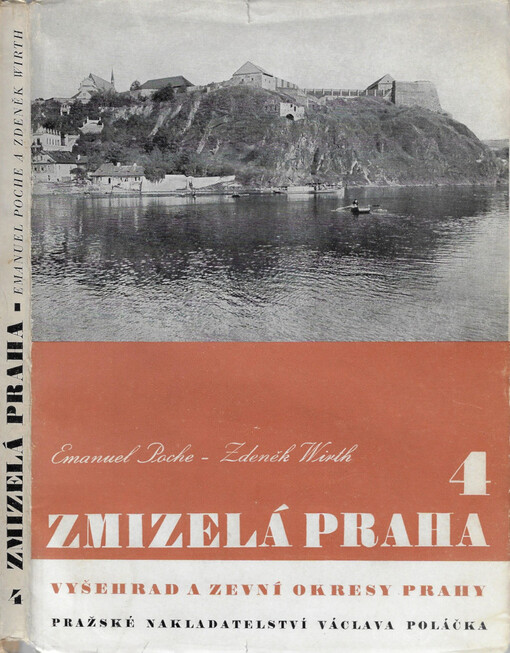 EMANUEL POCHE A ZDENĚK WIRTH
ZMIZELÁ PRAHA
4
Emanuel Poche - Zdeněk Wirth
4
ZMIZELÁ PRAHA
VYŠEHRAD A ZEVNÍ OKRESY PRAHY
PRAŽSKÉ NAKLADATELSTVÍ VÁCLAVA POLÁČKA